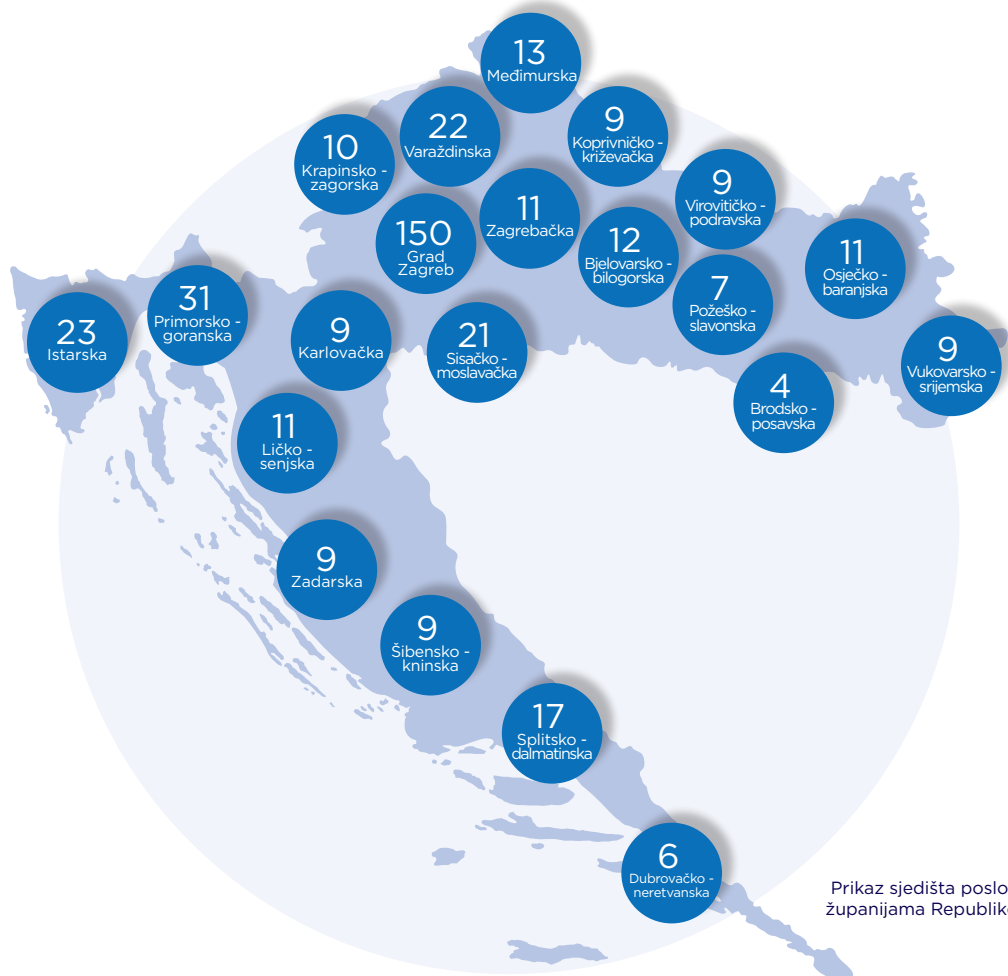 13
Međimurska
22
Varaždinska
9
Koprivničko -
križevačka
10
Krapinsko -
zagorska
9
Virovitičko -
podravska
11
Zagrebačka
150
Grad
Zagreb
12
Bjelovarsko -
bilogorska
11
Osječko -
baranjska
7
Požeško -
slavonska
31
Primorsko -
goranska
23
Istarska
9
Karlovačka
21
Sisačko -
moslavačka
9
Vukovarsko -
srijemska
4
Brodsko -
posavska
11
Ličko -
senjska
9
Zadarska
9
Šibensko -
kninska
17
Splitsko -
dalmatinska
6
Dubrovačko -
neretvanska
Prikaz sjedišta
županijama